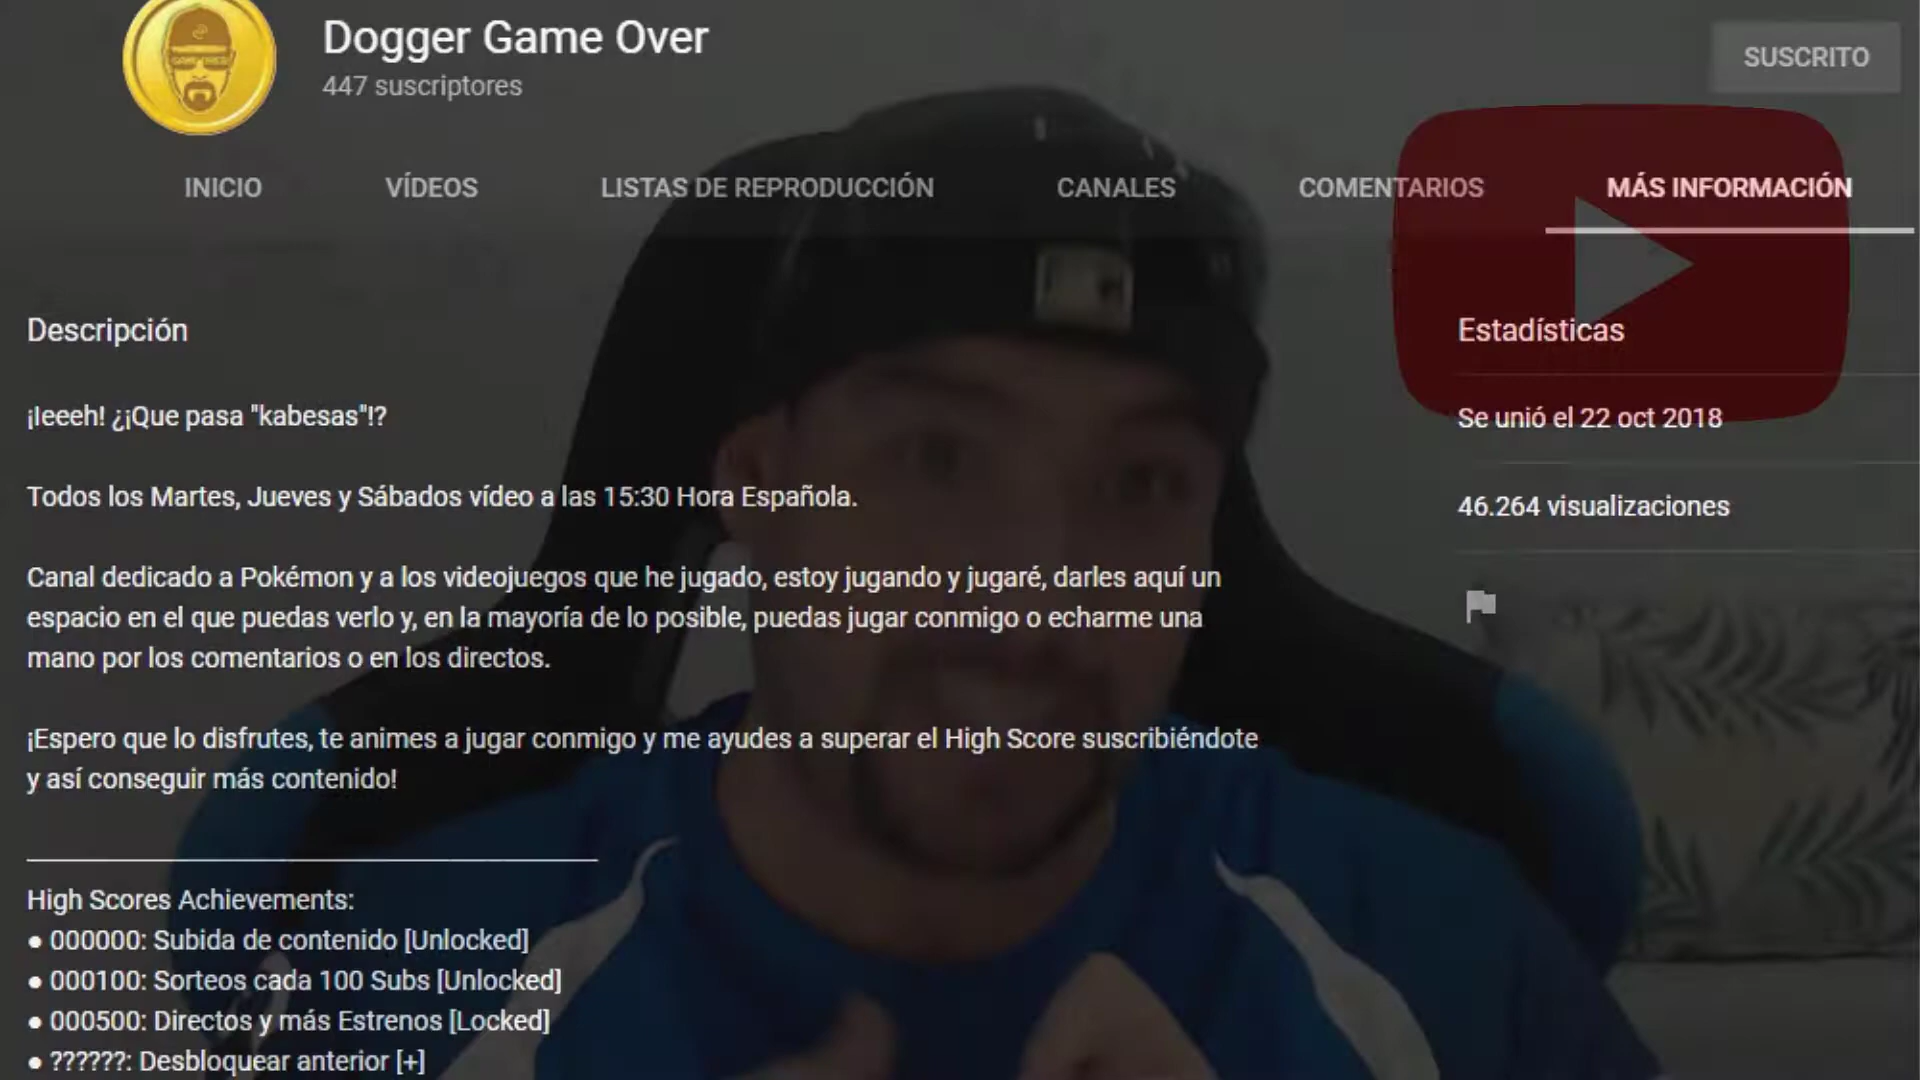 Dogger Game Over
447 suscriptores
SUSCRITO
INICIO
VÍDEOS
LISTAS DE REPRODUCCIÓN
CANALES
COMENTARIOS
MÁS INFORMACIÓN
Descripción
¡Ieeeh! ¿¡Que pasa "kabesas"!?
Todos los Martes, Jueves y Sábados vídeo a las 15:30 Hora Española.
Canal dedicado a Pokémon y a los videojuegos que he jugado, estoy jugando y jugaré, darles aquí un
espacio en el que puedas verlo y, en la mayoría de lo posible, puedas jugar conmigo o echarme una
mano por los comentarios o en los directos.
¡Espero que lo disfrutes, te animes a jugar conmigo y me ayudes a superar el High Score suscribiéndote
y así conseguir más contenido!
High Scores Achievements:
● 000000: Subida de contenido [Unlocked]
● 000100: Sorteos cada 100 Subs [Unlocked]
● 000500: Directos y más Estrenos [Locked]
● ??????: Desbloquear anterior [+]
Estadísticas
Se unió el 22 oct 2018
46.264 visualizaciones